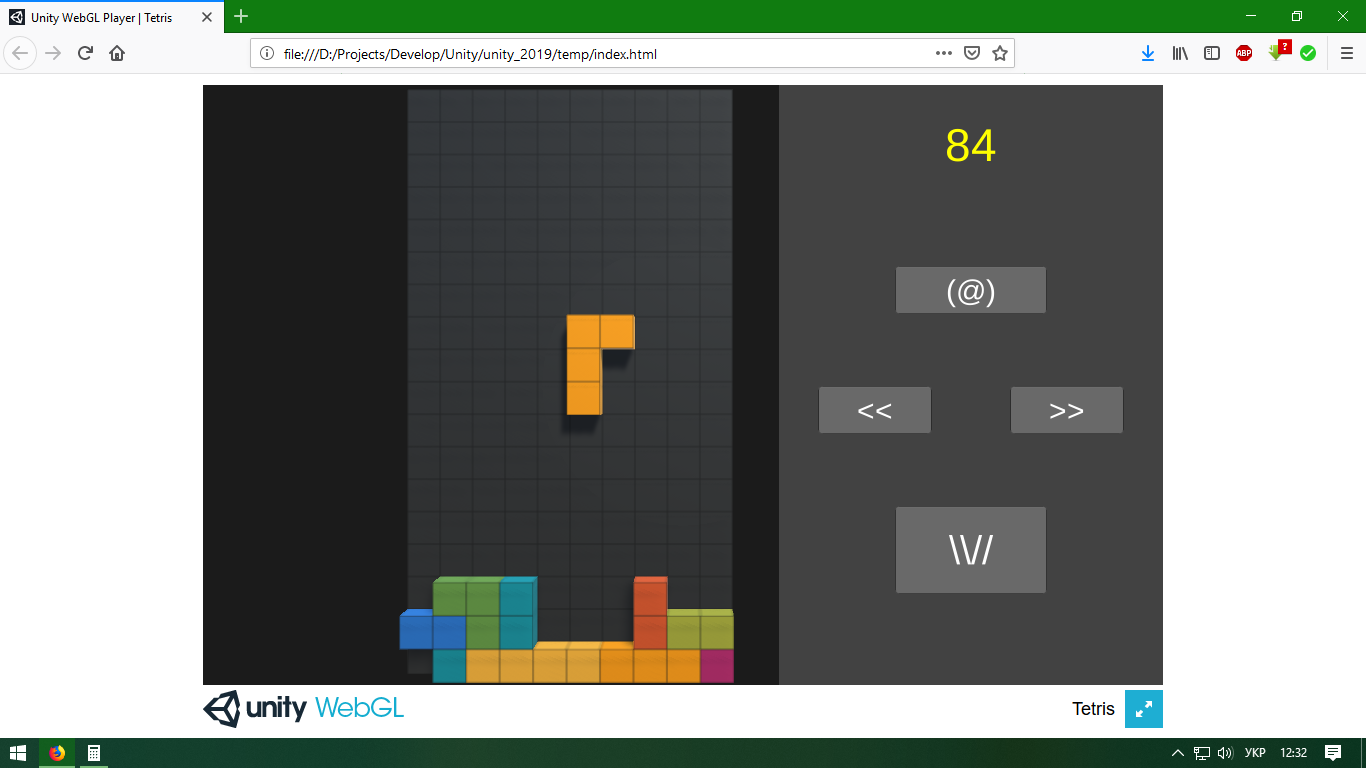 Unity WebGL Player | Tetris
file:///D:/Projects/Develop/Unity/unity_2019/temp/index.html
ABP
?
84
(@)
<< >>
\\//
unity WebGL
Tetris
УКР 12:32